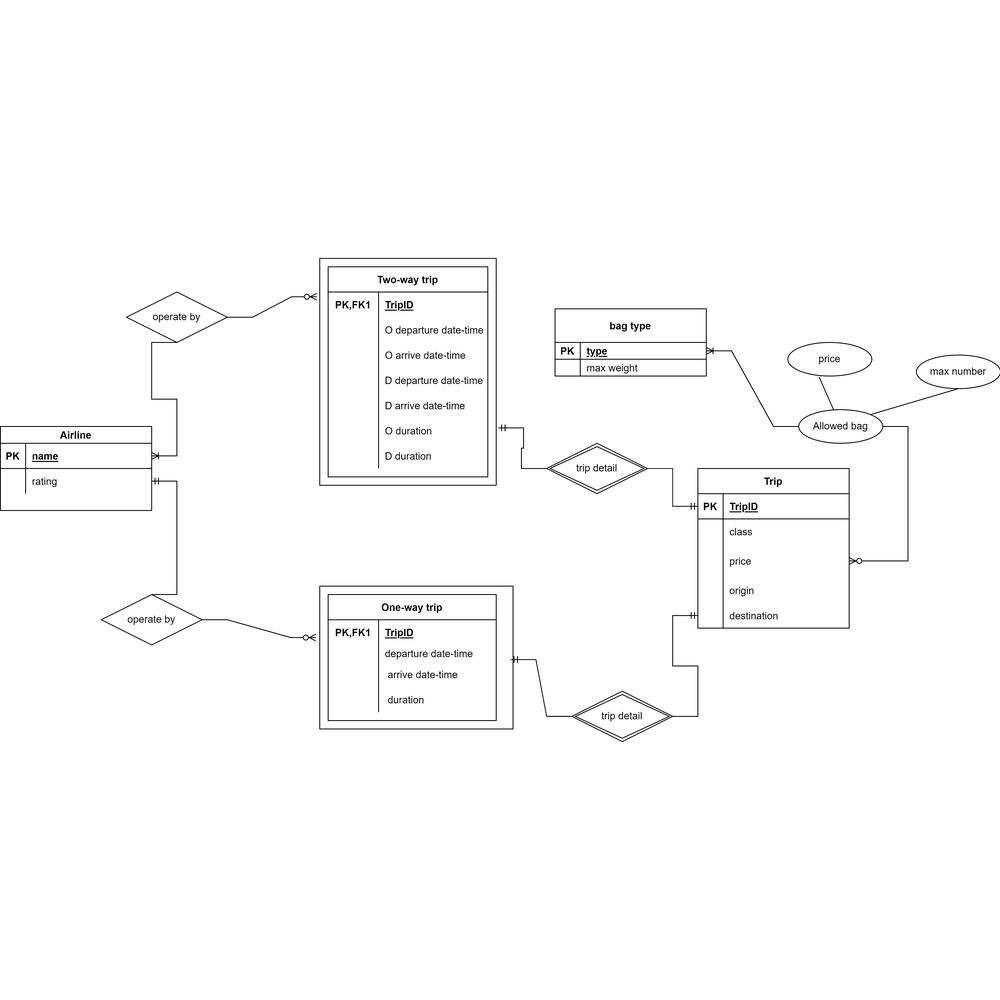 Two-way trip
PK,FK1 TripID
O departure date-time
O arrive date-time
D departure date-time
D arrive date-time
O duration
D duration
operate by
bag type
PK type
max weight
price
max number
Allowed bag
Airline
PK name
rating
trip detail
Trip
PK TripID
class
price
origin
destination
One-way trip
PK,FK1 TripID
departure date-time
arrive date-time
duration
operate by
trip detail